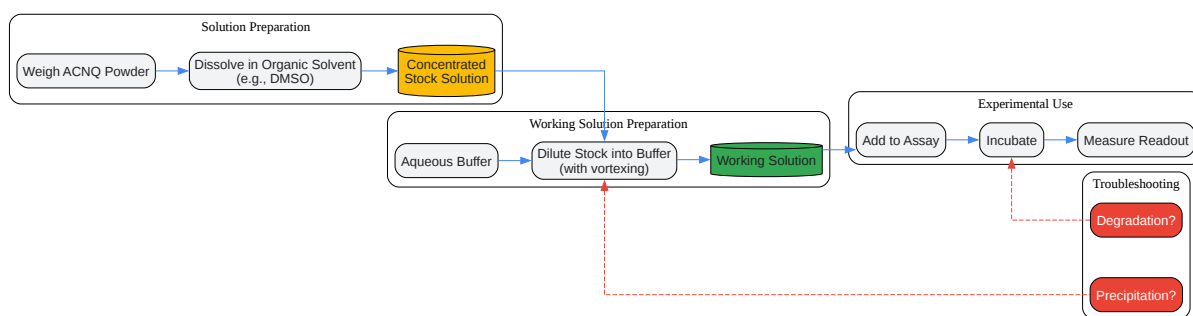 Solution Preparation
Weigh ACNQ Powder
Dissolve in Organic Solvent
(e.g., DMSO)
Concentrated
Stock Solution
Working Solution Preparation
Aqueous Buffer
Dilute Stock into Buffer
(with vortexing)
Working Solution
Experimental Use
Add to Assay
Incubate
Measure Readout
Troubleshooting
Degradation?
Precipitation?